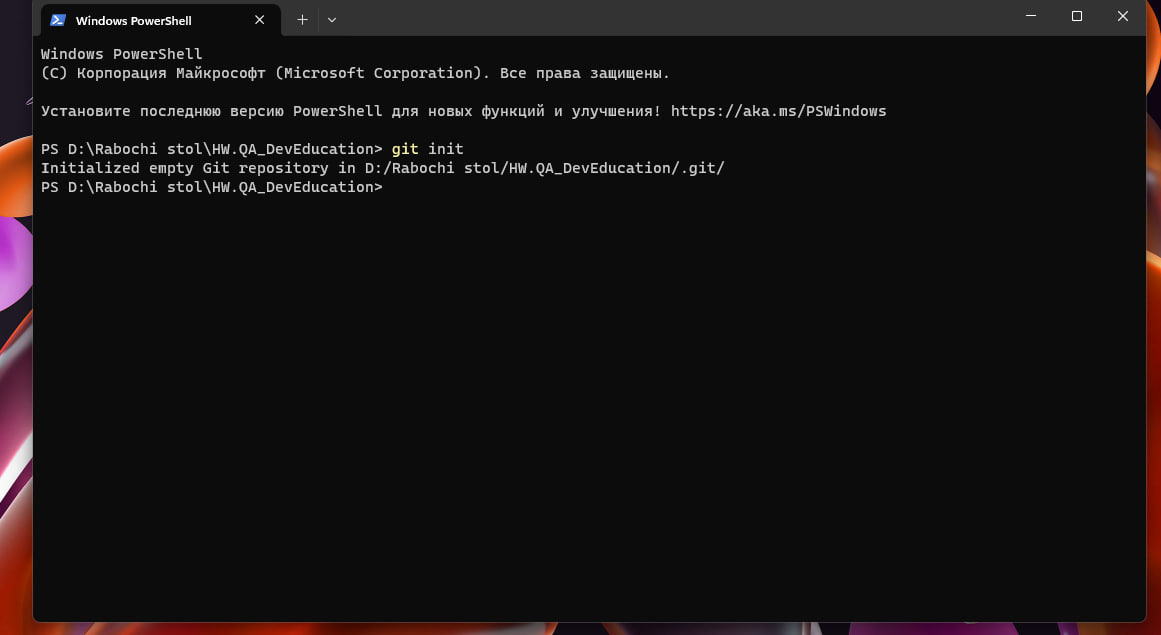 Windows PowerShell
Windows PowerShell
(C) Корпорация Майкрософт (Microsoft Corporation). Все права защищены.
Установите последнюю версию PowerShell для новых функций и улучшения! https://aka.ms/PSWindows
PS D:\Rabochi stol\HW.QA_DevEducation> git init
Initialized empty Git repository in D:/Rabochi stol/HW.QA_DevEducation/.git/
PS D:\Rabochi stol\HW.QA_DevEducation>